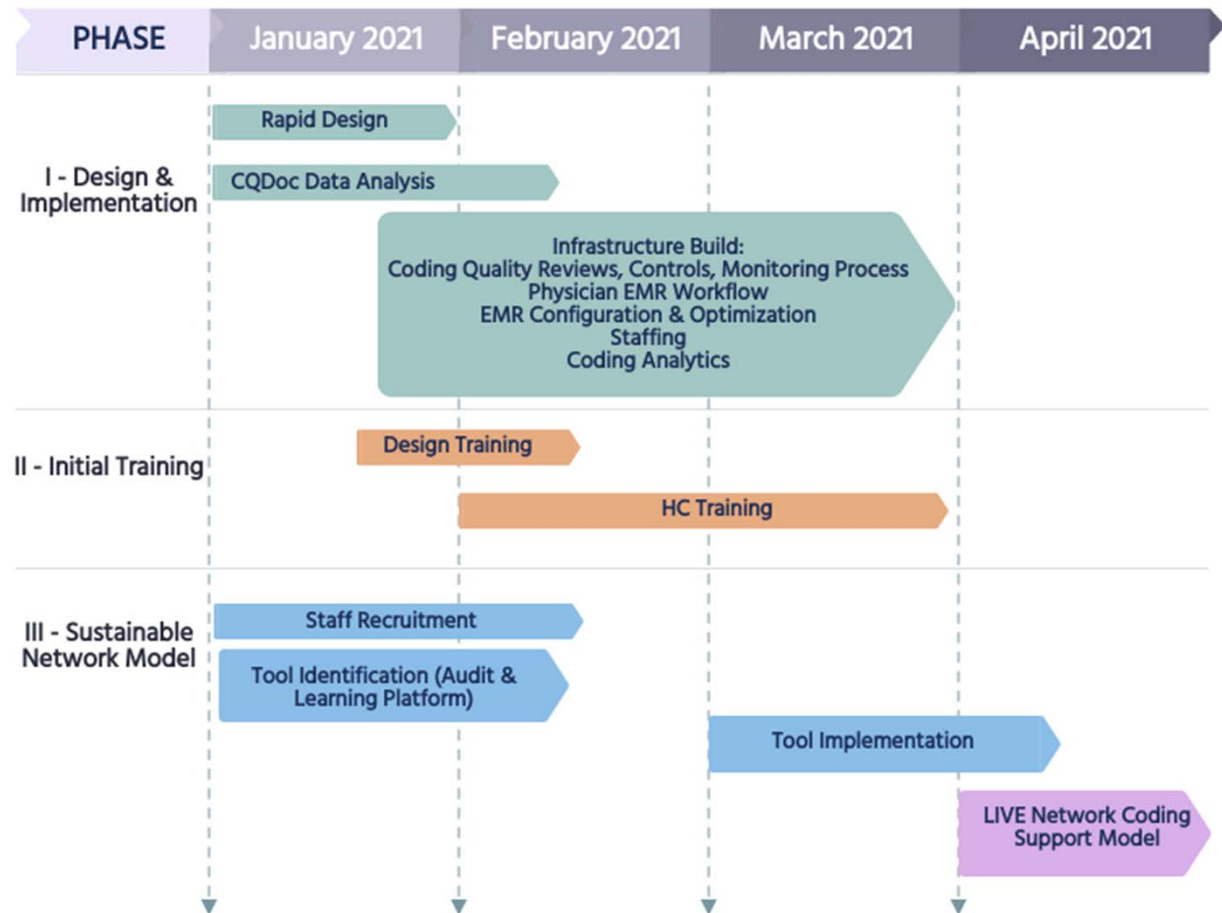 PHASE
January 2021
February 2021
March 2021
April 2021
I - Design &
Implementation
Rapid Design
CQDoc Data Analysis
Infrastructure Build:
Coding Quality Reviews, Controls, Monitoring Process
Physician EMR Workflow
EMR Configuration & Optimization
Staffing
Coding Analytics
II - Initial Training
Design Training
HC Training
III - Sustainable
Network Model
Staff Recruitment
Tool Identification (Audit &
Learning Platform)
Tool Implementation
LIVE Network Coding
Support Model